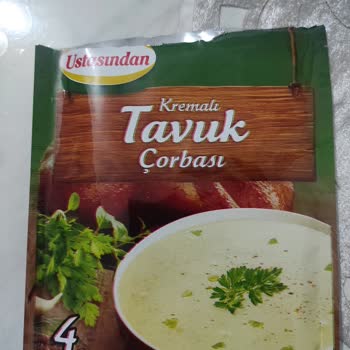 Ustasından
Kremalı
Tavuk
Çorbası
4